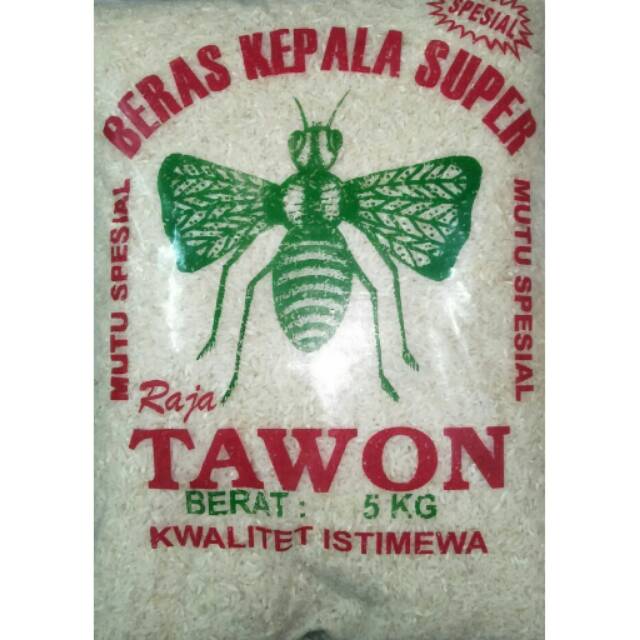 SPESIAL
BERAS KEPALA SUPER
MUTU SPESIAL
MUTU SPESIAL
Raja
TAWON
BERAT : 5 KG
KWALITET ISTIMEWA